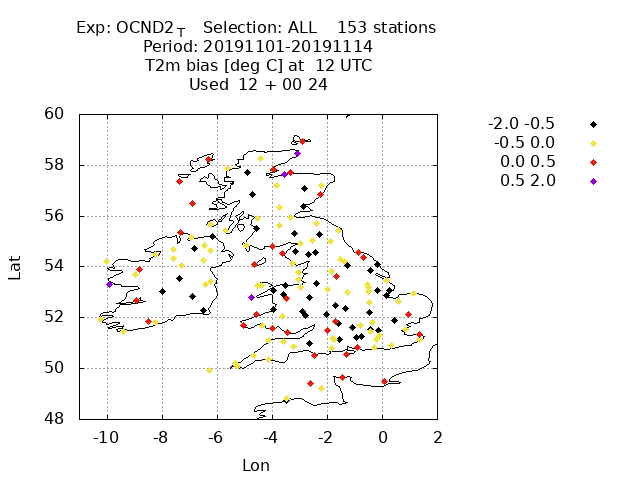 Exp: OCND2_T   Selection: ALL   153 stations
Period: 20191101-20191114
T2m bias [deg C] at  12 UTC
Used  12 + 00 24
-2.0 -0.5
-0.5 0.0
0.0 0.5
0.5 2.0
60
58
56
54
52
50
48
Lat
-10 -8 -6 -4 -2 0 2
Lon